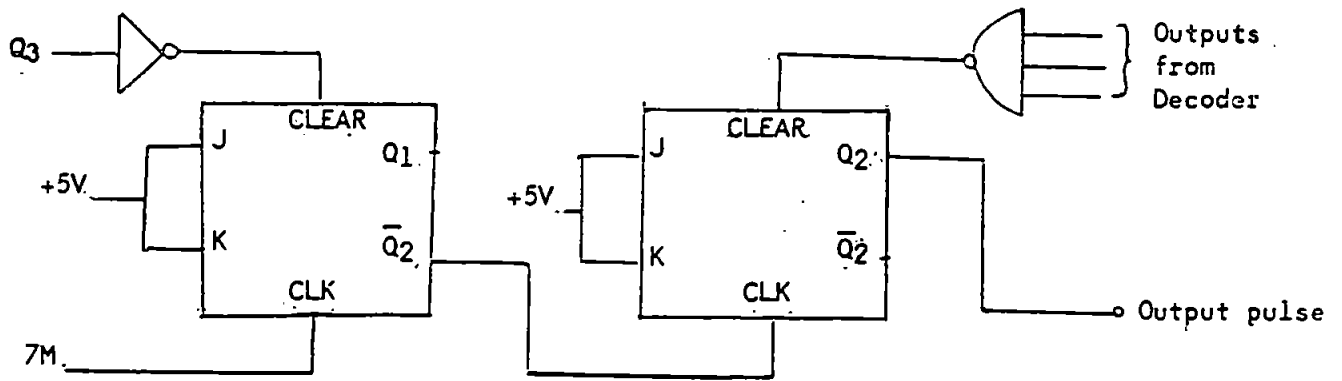 Q3
CLEAR
J
Q1
+5V
K
Q̅2
CLK
7M
Outputs
from
Decoder
CLEAR
J
Q2
+5V
K
Q̅2
CLK
Output pulse